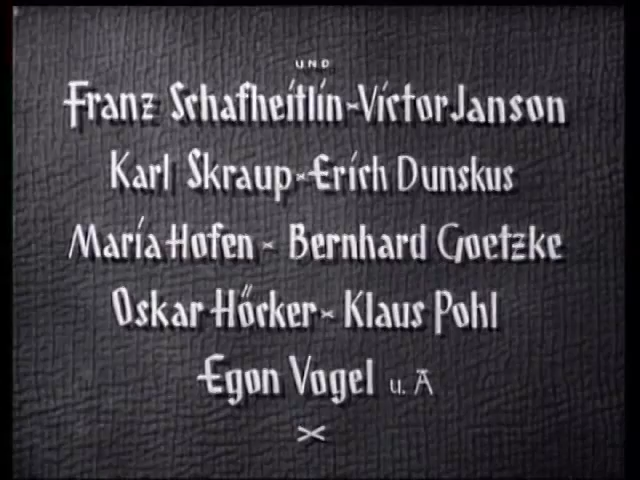 UND
Franz Schafheitlin × Victor Janson
Karl Skraup × Erich Dunskus
Maria Hofen × Bernhard Goetzke
Oskar Höcker × Klaus Pohl
Egon Vogel u. A
×